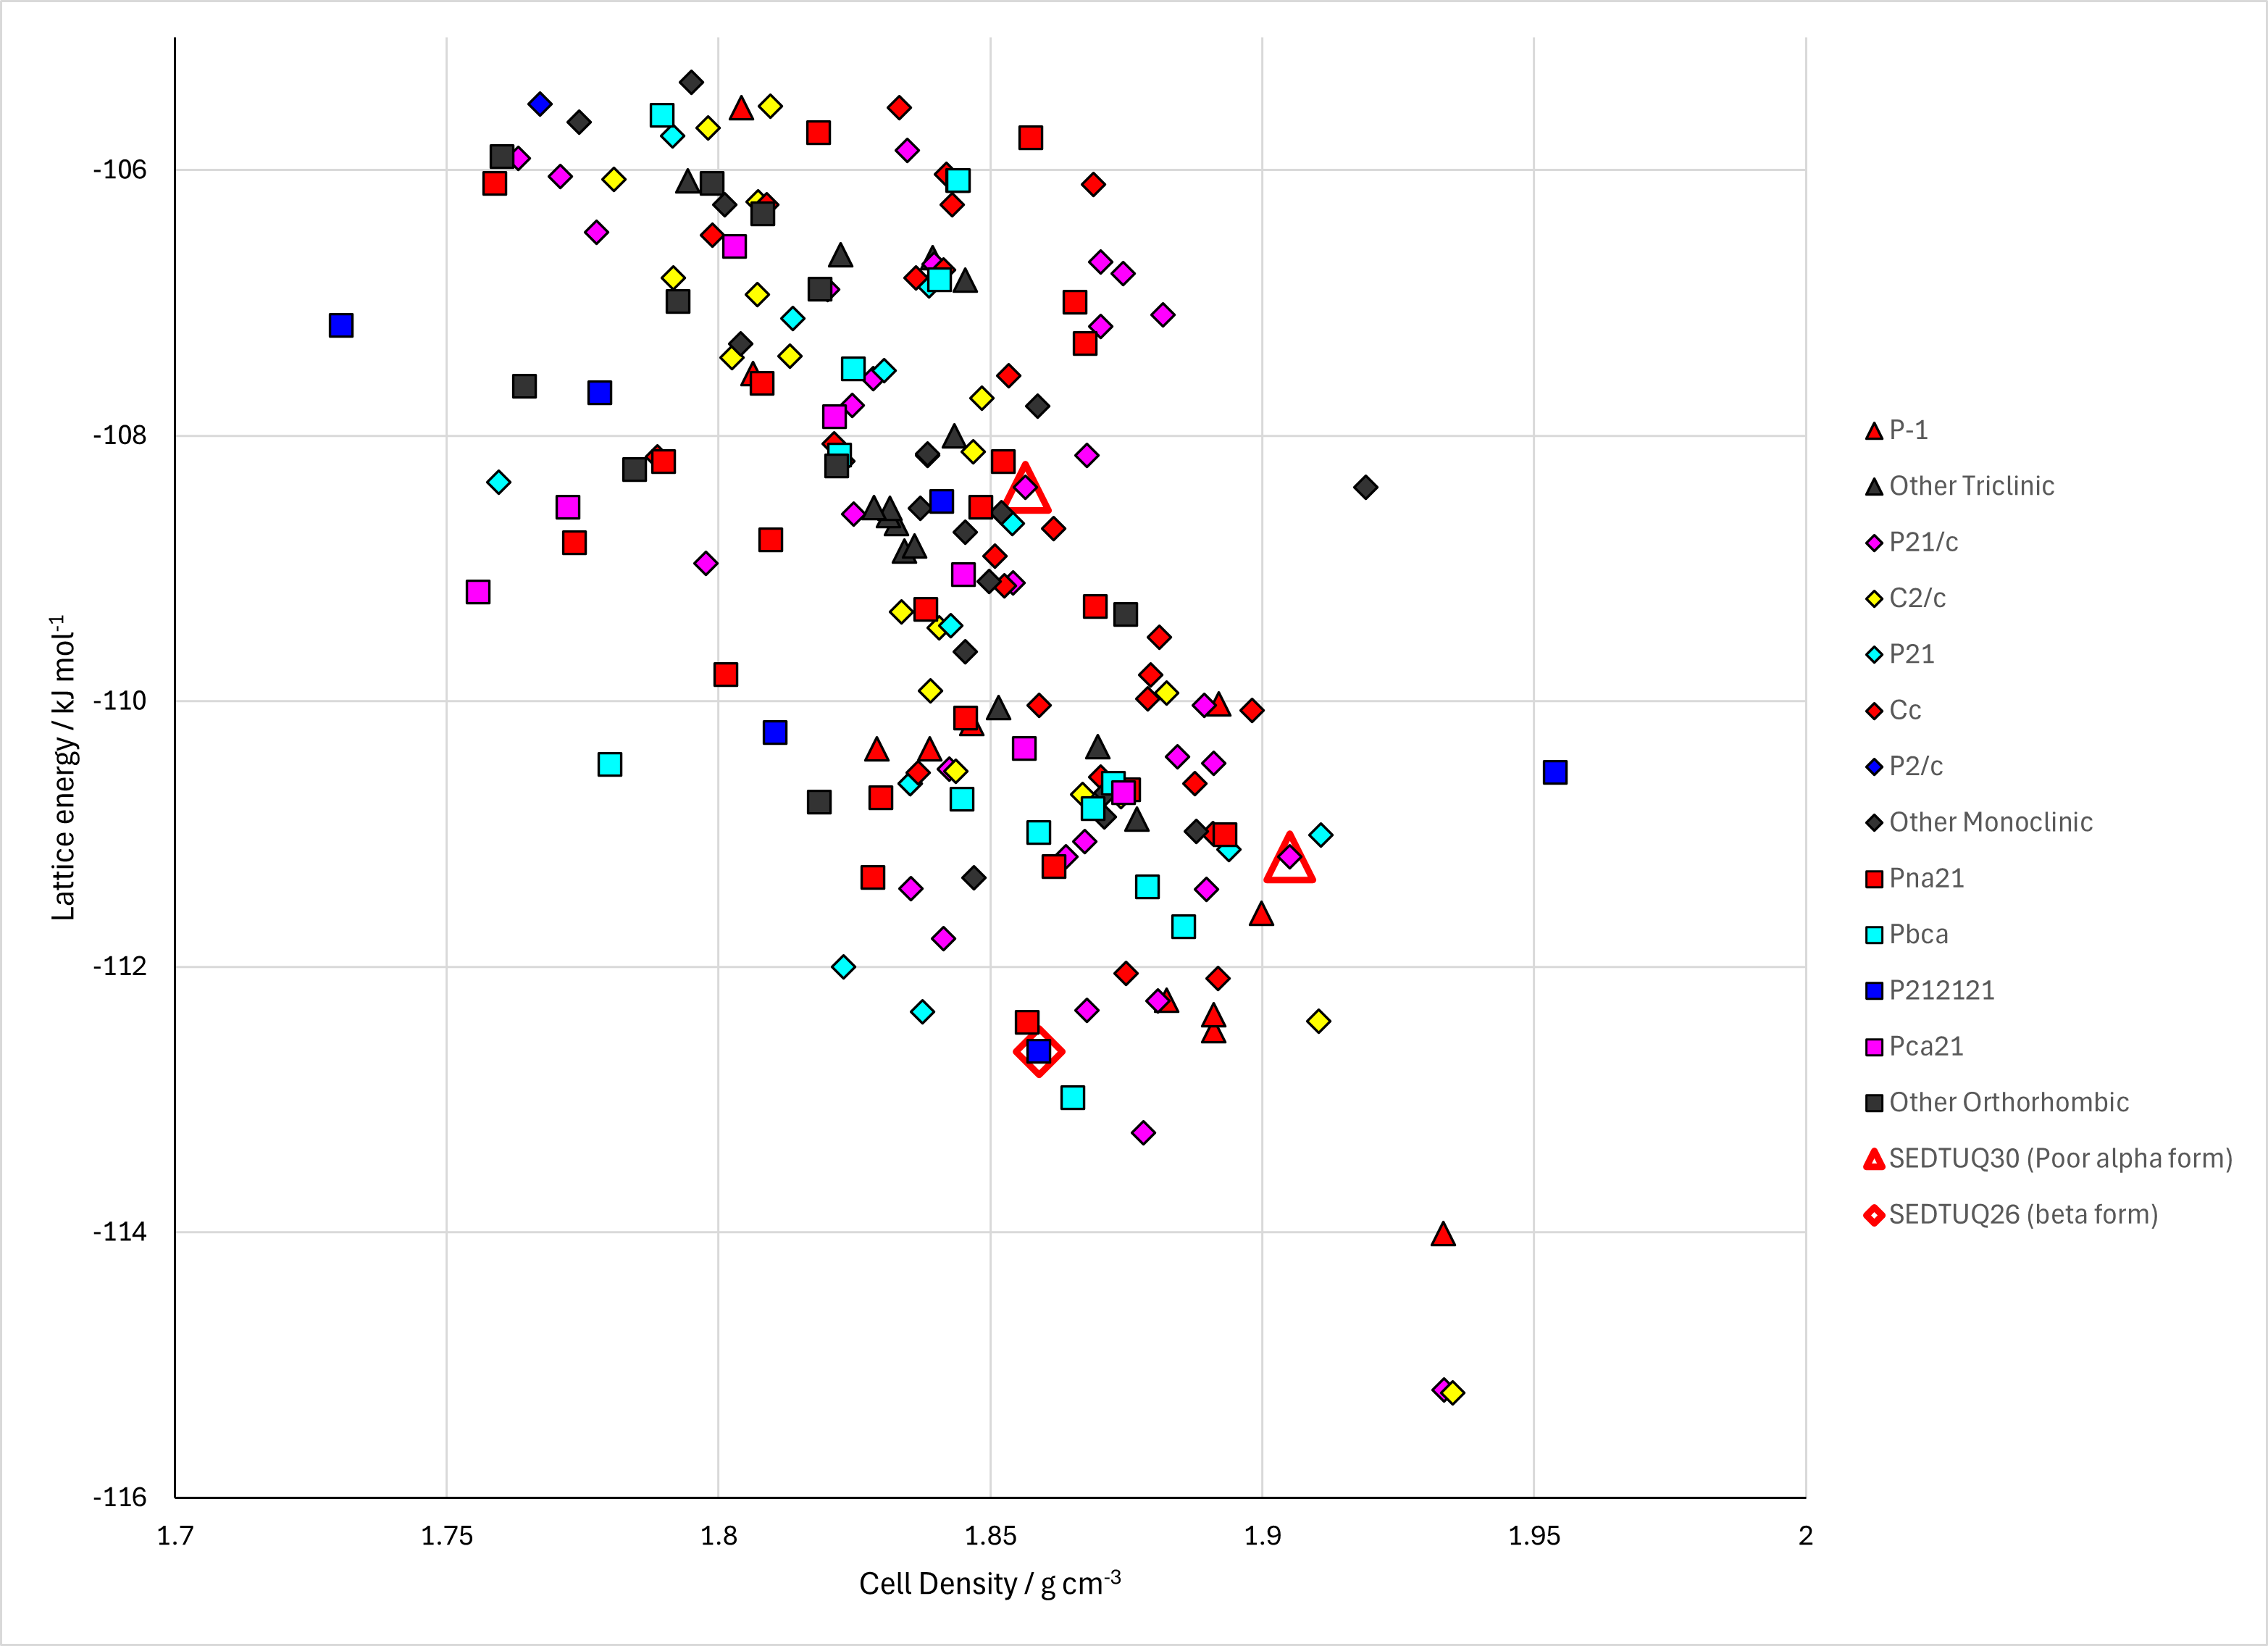 -106
-108
-110
-112
-114
-116
Lattice energy / kJ mol-1
1.7 1.75 1.8 1.85 1.9 1.95 2
Cell Density / g cm-3
P-1
Other Triclinic
P21/c
C2/c
P21
Cc
P2/c
Other Monoclinic
Pna21
Pbca
P212121
Pca21
Other Orthorhombic
SEDTUQ30 (Poor alpha form)
SEDTUQ26 (beta form)